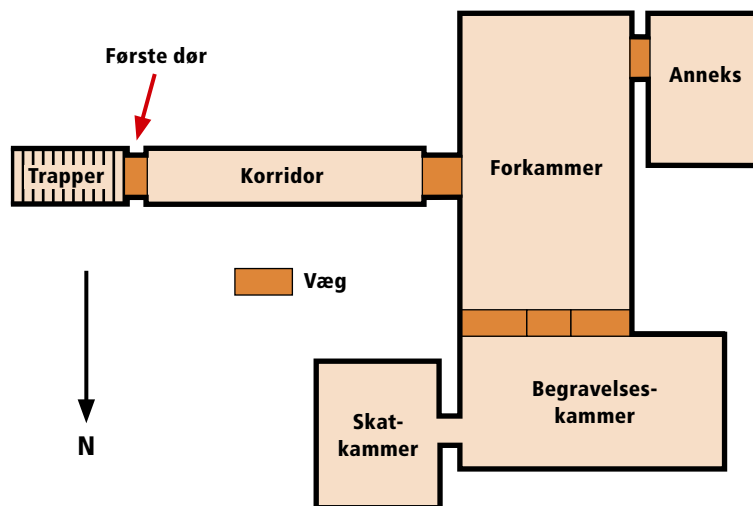 Første dør
Anneks
Trapper
Korridor
Forkammer
Væg
Begravelses-
kammer
Skat-
kammer
N